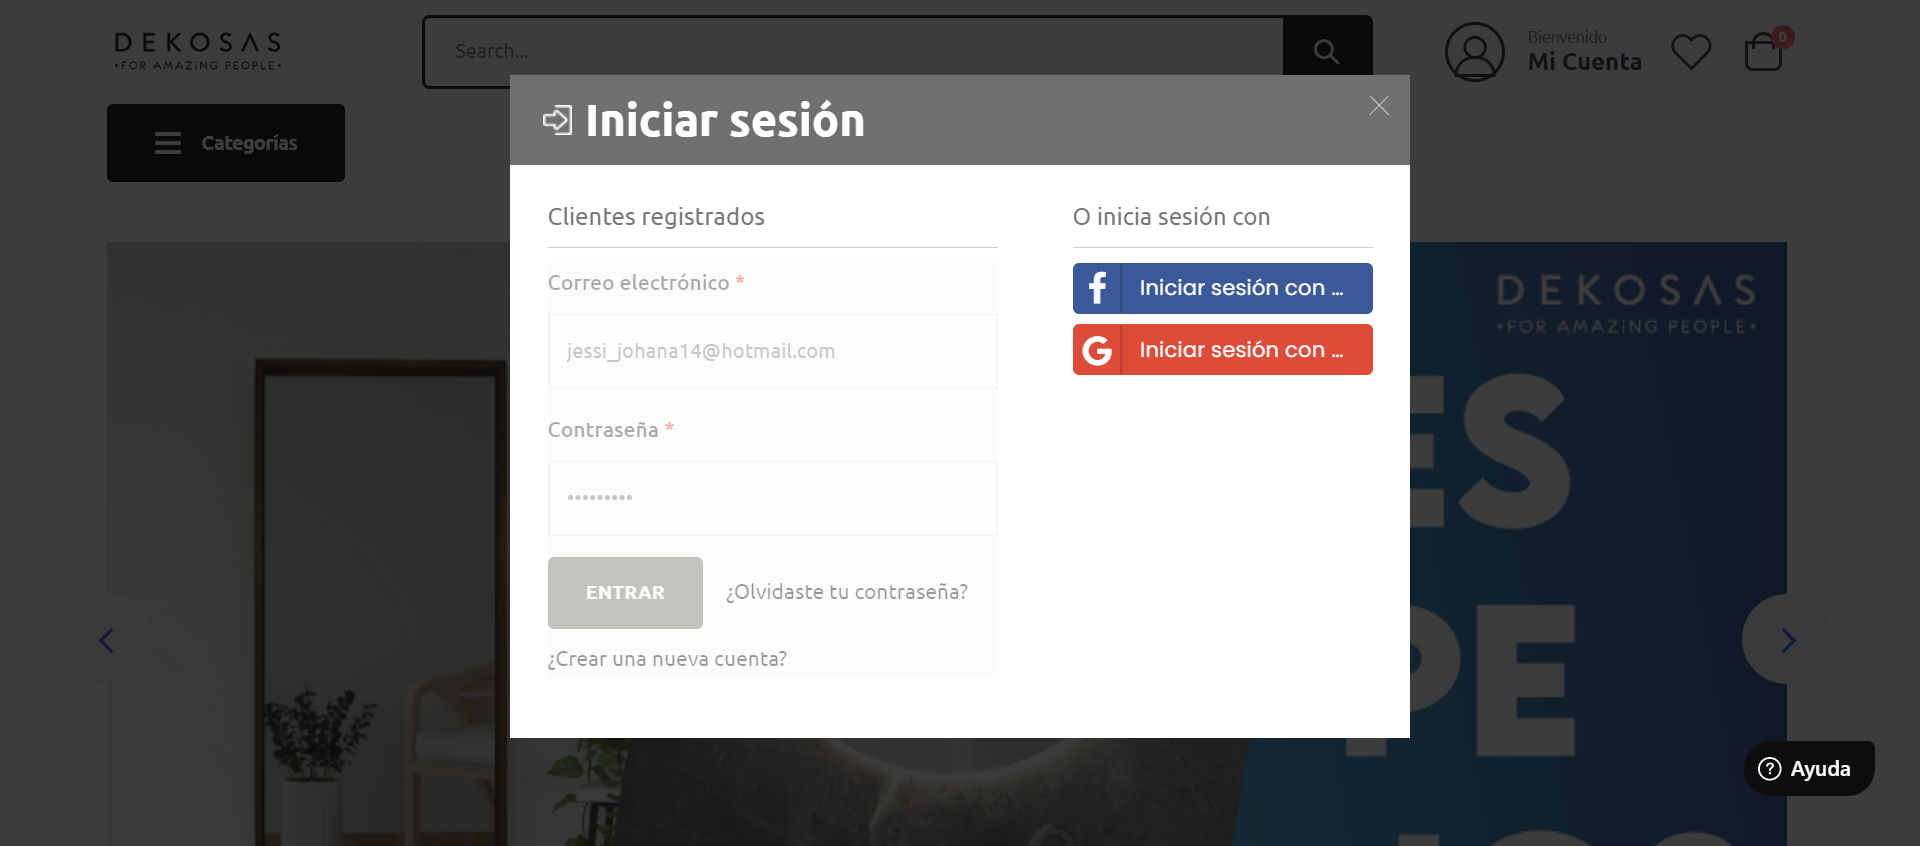 DEKOSAS
•FOR AMAZiNG PEOPLE•
Search...
Bienvenido
Mi Cuenta
0
Categorías
Iniciar sesión
Clientes registrados
Correo electrónico *
jessi_johana14@hotmail.com
Contraseña *
•••••••••
ENTRAR
¿Olvidaste tu contraseña?
¿Crear una nueva cuenta?
O inicia sesión con
f Iniciar sesión con ...
G Iniciar sesión con ...
DEKOSAS
•FOR AMAZiNG PEOPLE•
ES
PE
? Ayuda